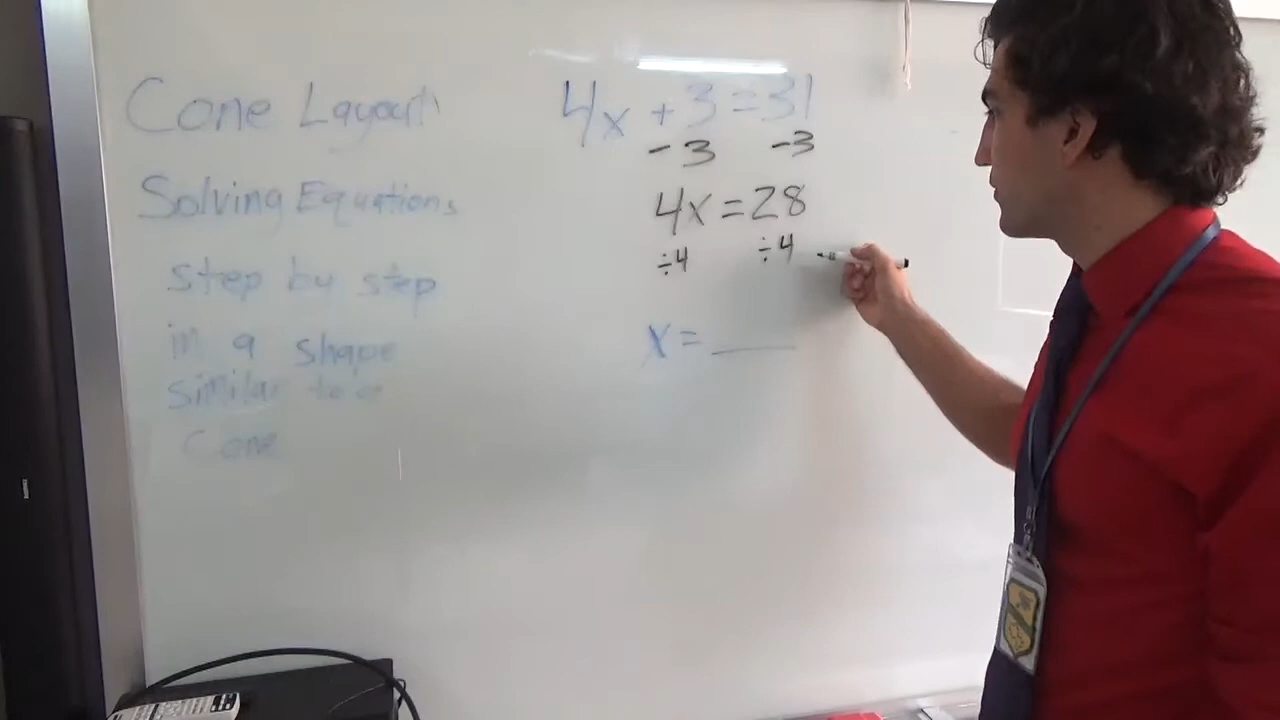 Cone Layout
Solving Equations
step by step
in a shape
similar to a
Cone
4x + 3 = 31
- 3 -3
4x = 28
÷4 ÷4
x =